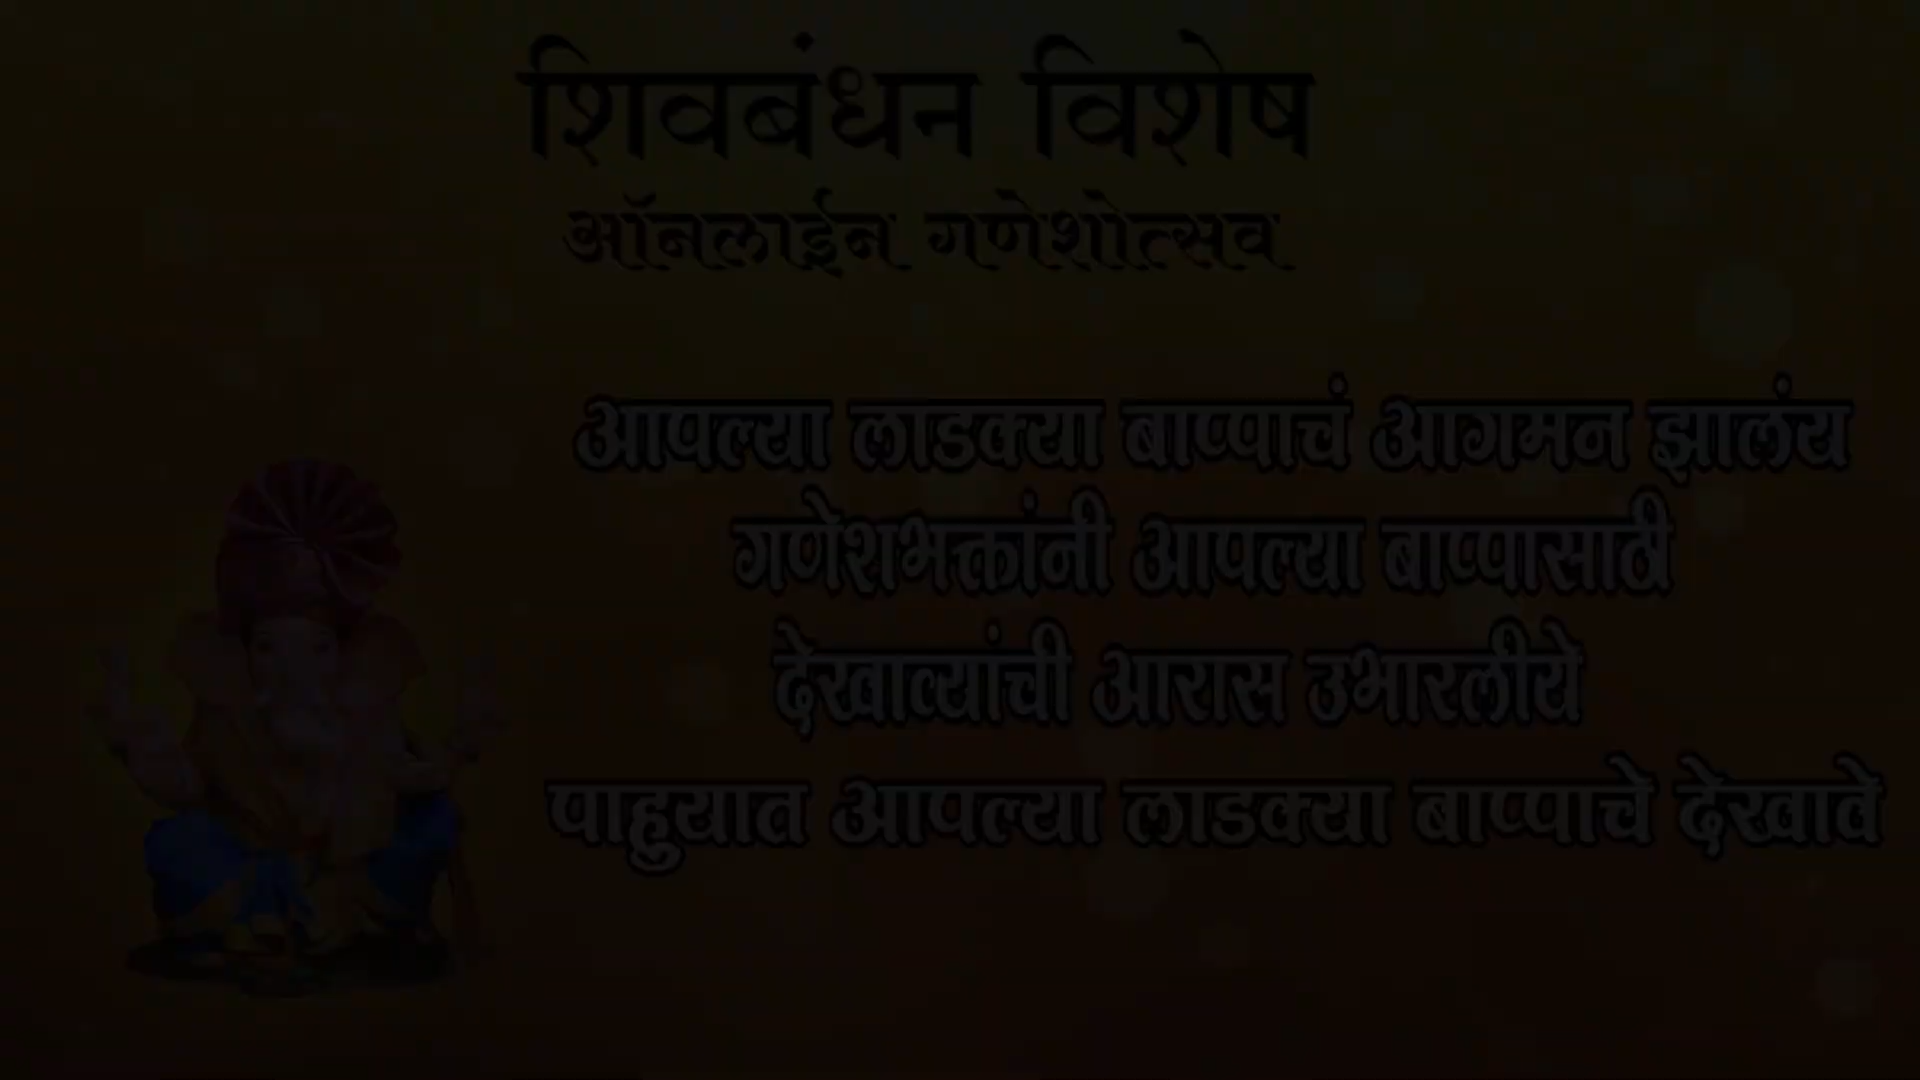 शिवबंधन विशेष
ऑनलाईन गणेशोत्सव
आपल्या लाडक्या बाप्पाचं आगमन झालंय
गणेशभक्तांनी आपल्या बाप्पासाठी
देखाव्यांची आरास उभारलीये
पाहुयात आपल्या लाडक्या बाप्पाचे देखावे